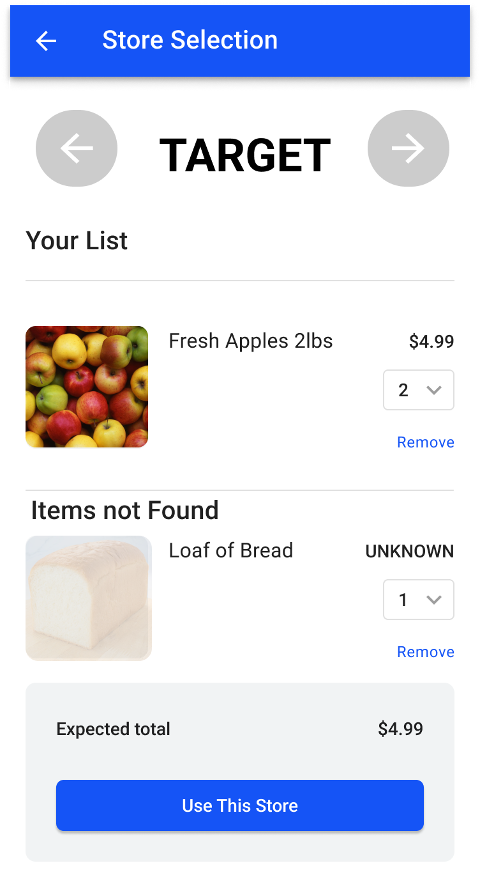 Store Selection
TARGET
Your List
Fresh Apples 2lbs $4.99
2
Remove
Items not Found
Loaf of Bread UNKNOWN
1
Remove
Expected total $4.99
Use This Store